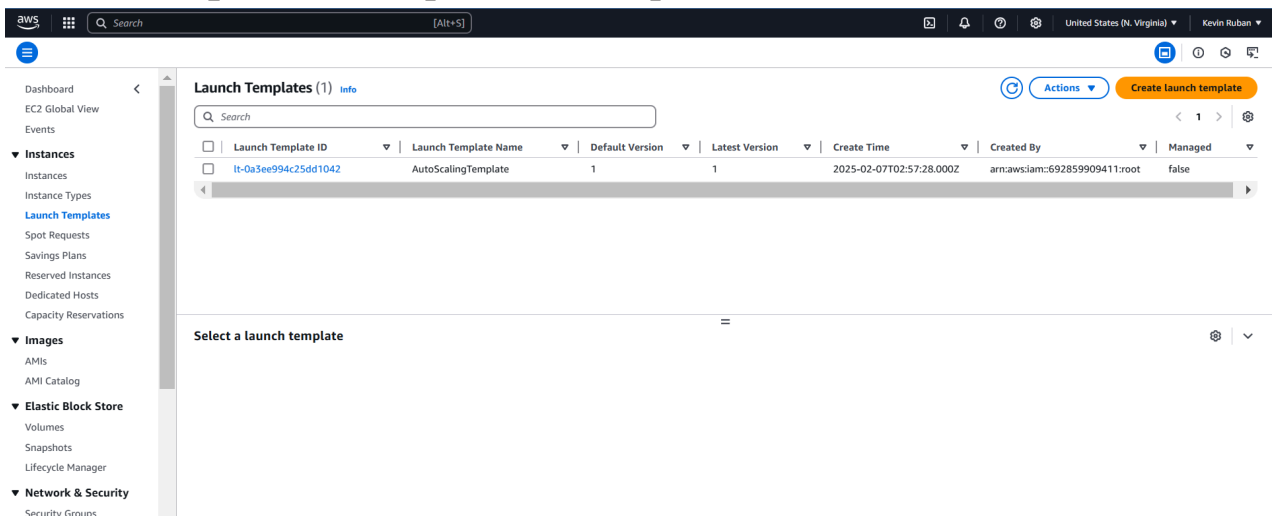 aws
Search
[Alt+S]
United States (N. Virginia)
Kevin Ruban
Dashboard
EC2 Global View
Events
Instances
Instances
Instance Types
Launch Templates
Spot Requests
Savings Plans
Reserved Instances
Dedicated Hosts
Capacity Reservations
Images
AMIs
AMI Catalog
Elastic Block Store
Volumes
Snapshots
Lifecycle Manager
Network & Security
Security Groups
Launch Templates (1) Info
Actions
Create launch template
Search
1
Launch Template ID Launch Template Name Default Version Latest Version Create Time Created By Managed
lt-0a3ee994c25dd1042 AutoScalingTemplate 1 1 2025-02-07T02:57:28.000Z arn:aws:iam::692859909411:root false
Select a launch template